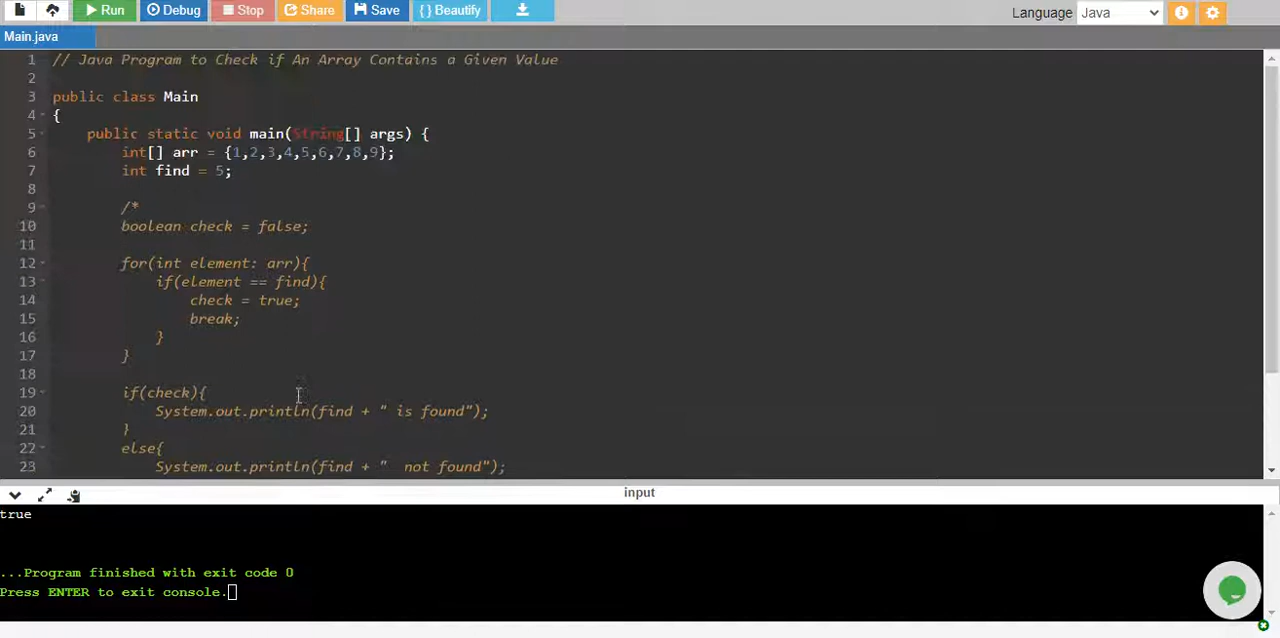 Run Debug Stop Share Save { } Beautify Language Java
Main.java
1 // Java Program to Check if An Array Contains a Given Value
2
3 public class Main
4 {
5 public static void main(String[] args) {
6 int[] arr = {1,2,3,4,5,6,7,8,9};
7 int find = 5;
8
9 /*
10 boolean check = false;
11
12 for(int element: arr){
13 if(element == find){
14 check = true;
15 break;
16 }
17 }
18
19 if(check){
20 System.out.println(find + " is found");
21 }
22 else{
23 System.out.println(find + "  not found");
input
true
...Program finished with exit code 0
Press ENTER to exit console.